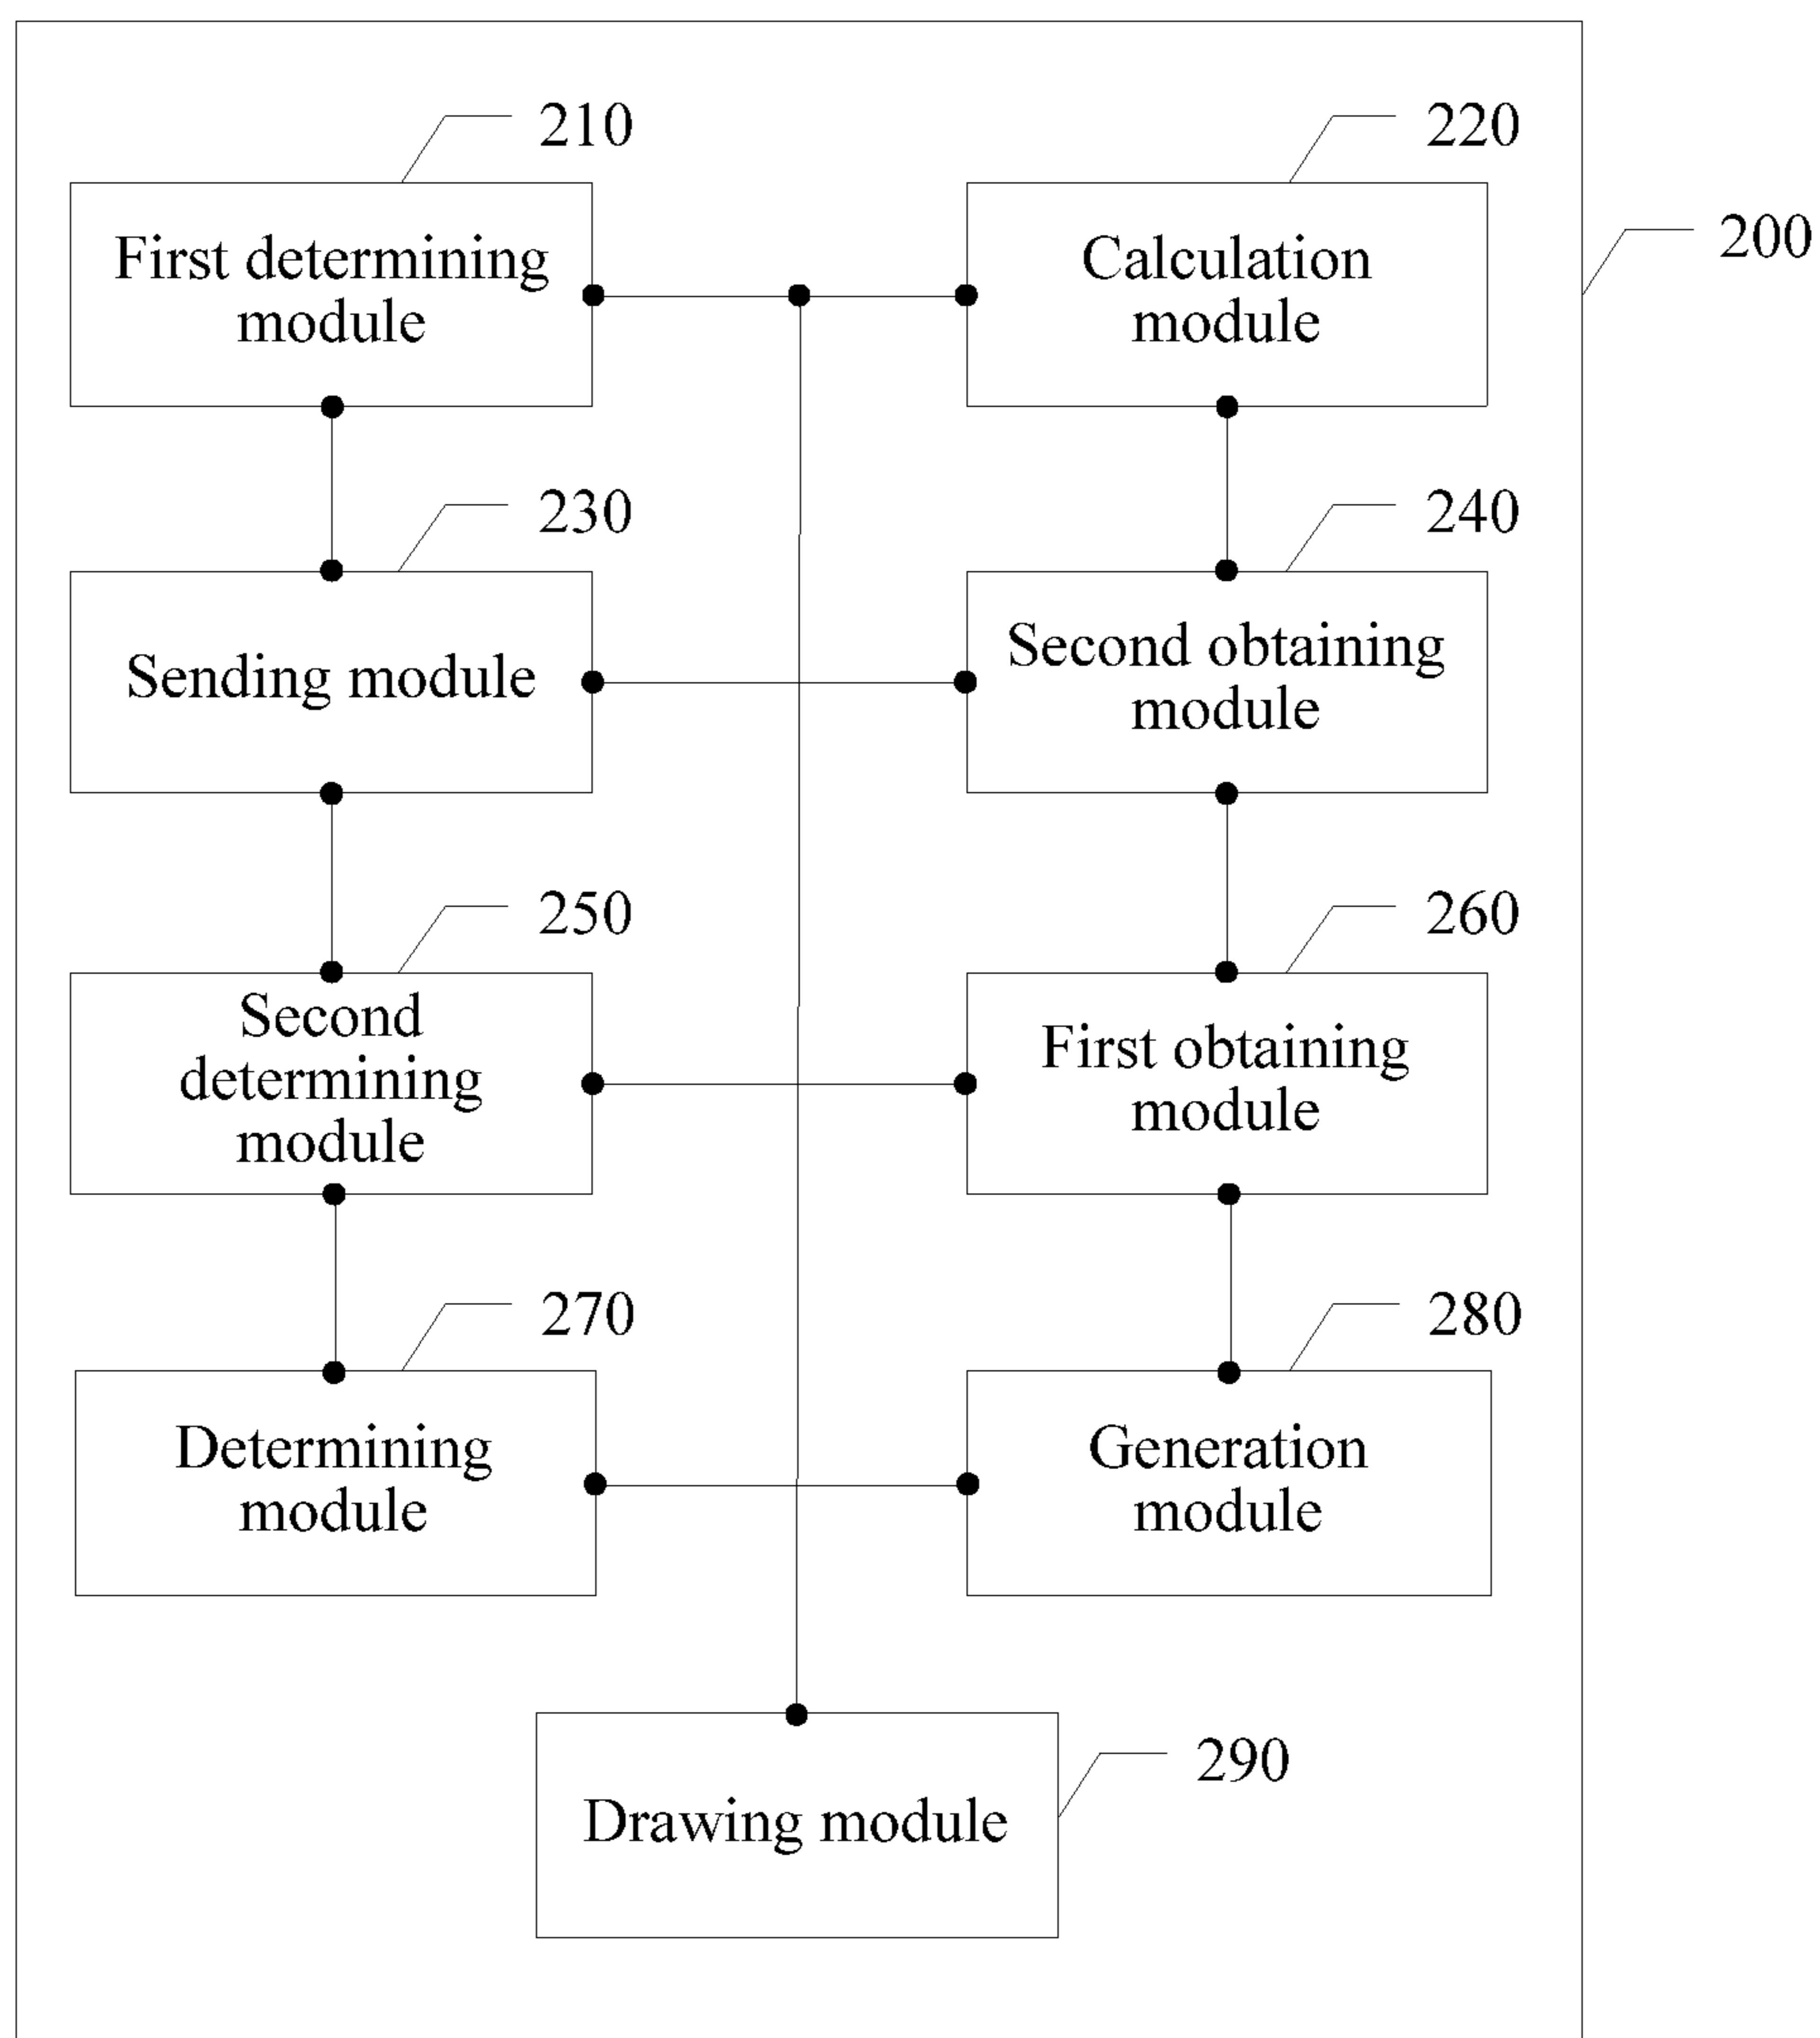 210
220
200
First determining
module
Calculation
module
230
240
Sending module
Second obtaining
module
250
260
Second
determining
module
First obtaining
module
270
280
Determining
module
Generation
module
290
Drawing module